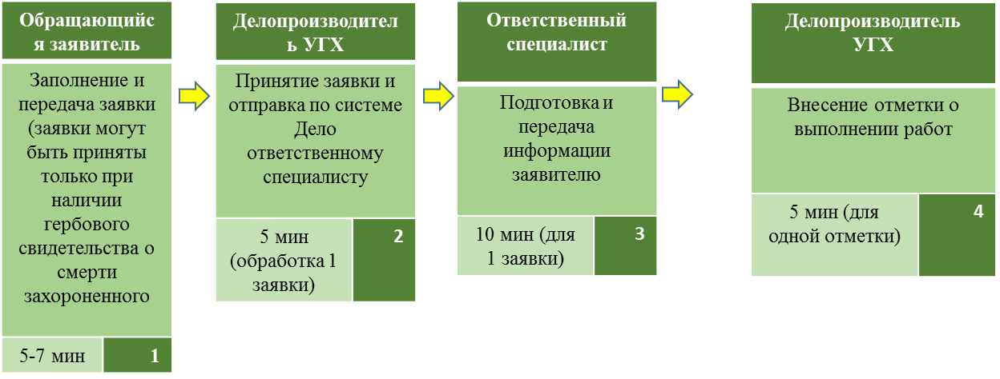 Обращающийс
я заявитель
Заполнение и
передача заявки
(заявки могут
быть приняты
только при
наличии
гербового
свидетельства о
смерти
захороненного
5-7 мин
1
Делопроизводител
ь УГХ
Принятие заявки и
отправка по системе
Дело
ответственному
специалисту
5 мин
(обработка 1
заявки)
2
Ответственный
специалист
Подготовка и
передача
информации
заявителю
10 мин (для
1 заявки)
3
Делопроизводитель
УГХ
Внесение отметки о
выполнении работ
5 мин (для
одной отметки)
4